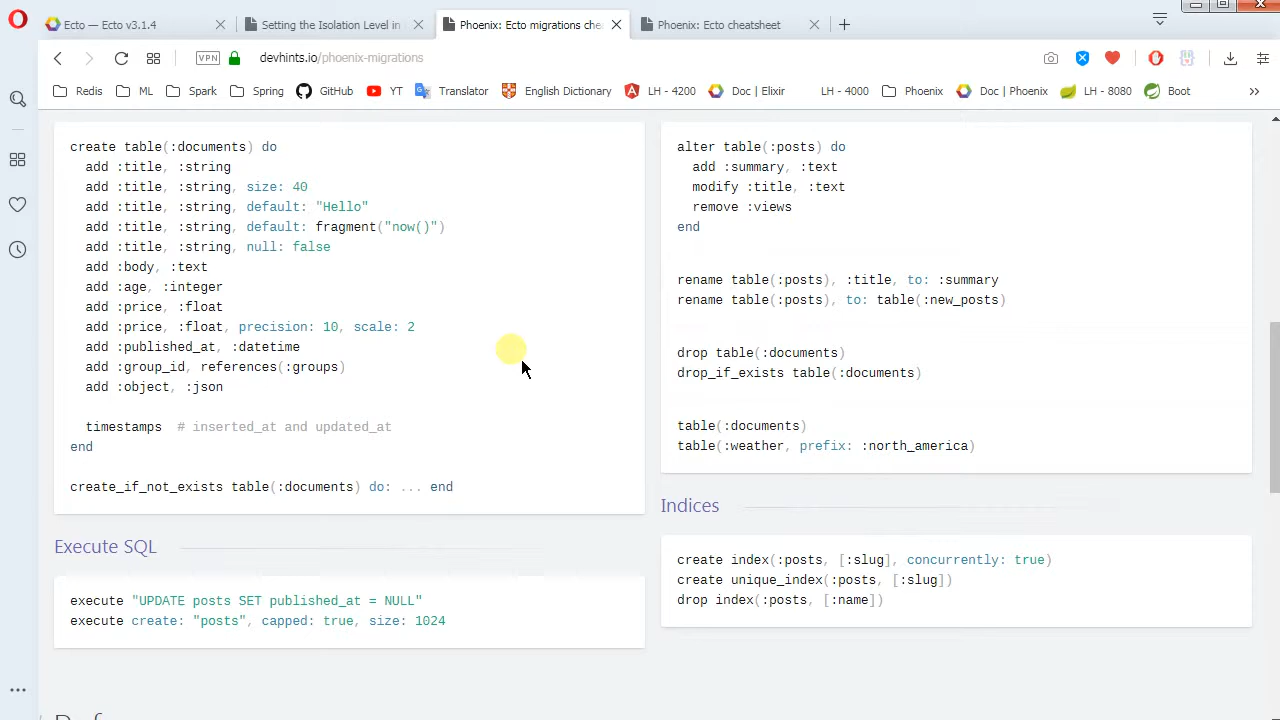 Ecto — Ecto v3.1.4
Setting the Isolation Level in
Phoenix: Ecto migrations che
Phoenix: Ecto cheatsheet
VPN
devhints.io/phoenix-migrations
Redis
ML
Spark
Spring
GitHub
YT
Translator
English Dictionary
LH - 4200
Doc | Elixir
LH - 4000
Phoenix
Doc | Phoenix
LH - 8080
Boot
create table(:documents) do
add :title, :string
add :title, :string, size: 40
add :title, :string, default: "Hello"
add :title, :string, default: fragment("now()")
add :title, :string, null: false
add :body, :text
add :age, :integer
add :price, :float
add :price, :float, precision: 10, scale: 2
add :published_at, :datetime
add :group_id, references(:groups)
add :object, :json
timestamps  # inserted_at and updated_at
end
create_if_not_exists table(:documents) do: ... end
Execute SQL
execute "UPDATE posts SET published_at = NULL"
execute create: "posts", capped: true, size: 1024
alter table(:posts) do
add :summary, :text
modify :title, :text
remove :views
end
rename table(:posts), :title, to: :summary
rename table(:posts), to: table(:new_posts)
drop table(:documents)
drop_if_exists table(:documents)
table(:documents)
table(:weather, prefix: :north_america)
Indices
create index(:posts, [:slug], concurrently: true)
create unique_index(:posts, [:slug])
drop index(:posts, [:name])